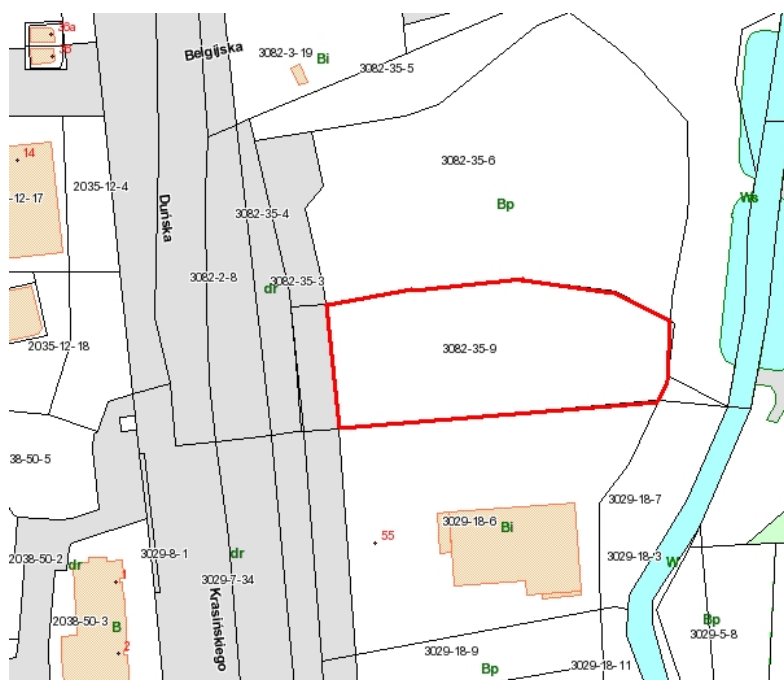 36a
36
Belgijska
3082-3-19
Bi
3082-35-5
14
2035-12-4
-12-17
3082-35-6
Bp
Ws
Duńska
3082-35-4
3082-2-8
dr
3082-35-3
2035-12-18
3082-35-9
38-50-5
3029-18-7
3029-18-6
Bi
55
2038-50-2
dr
3029-8-1
dr
3029-7-34
3029-18-3
W
1
2038-50-3
B
Krasińskiego
2
Bp
3029-5-8
3029-18-9
Bp
3029-18-11